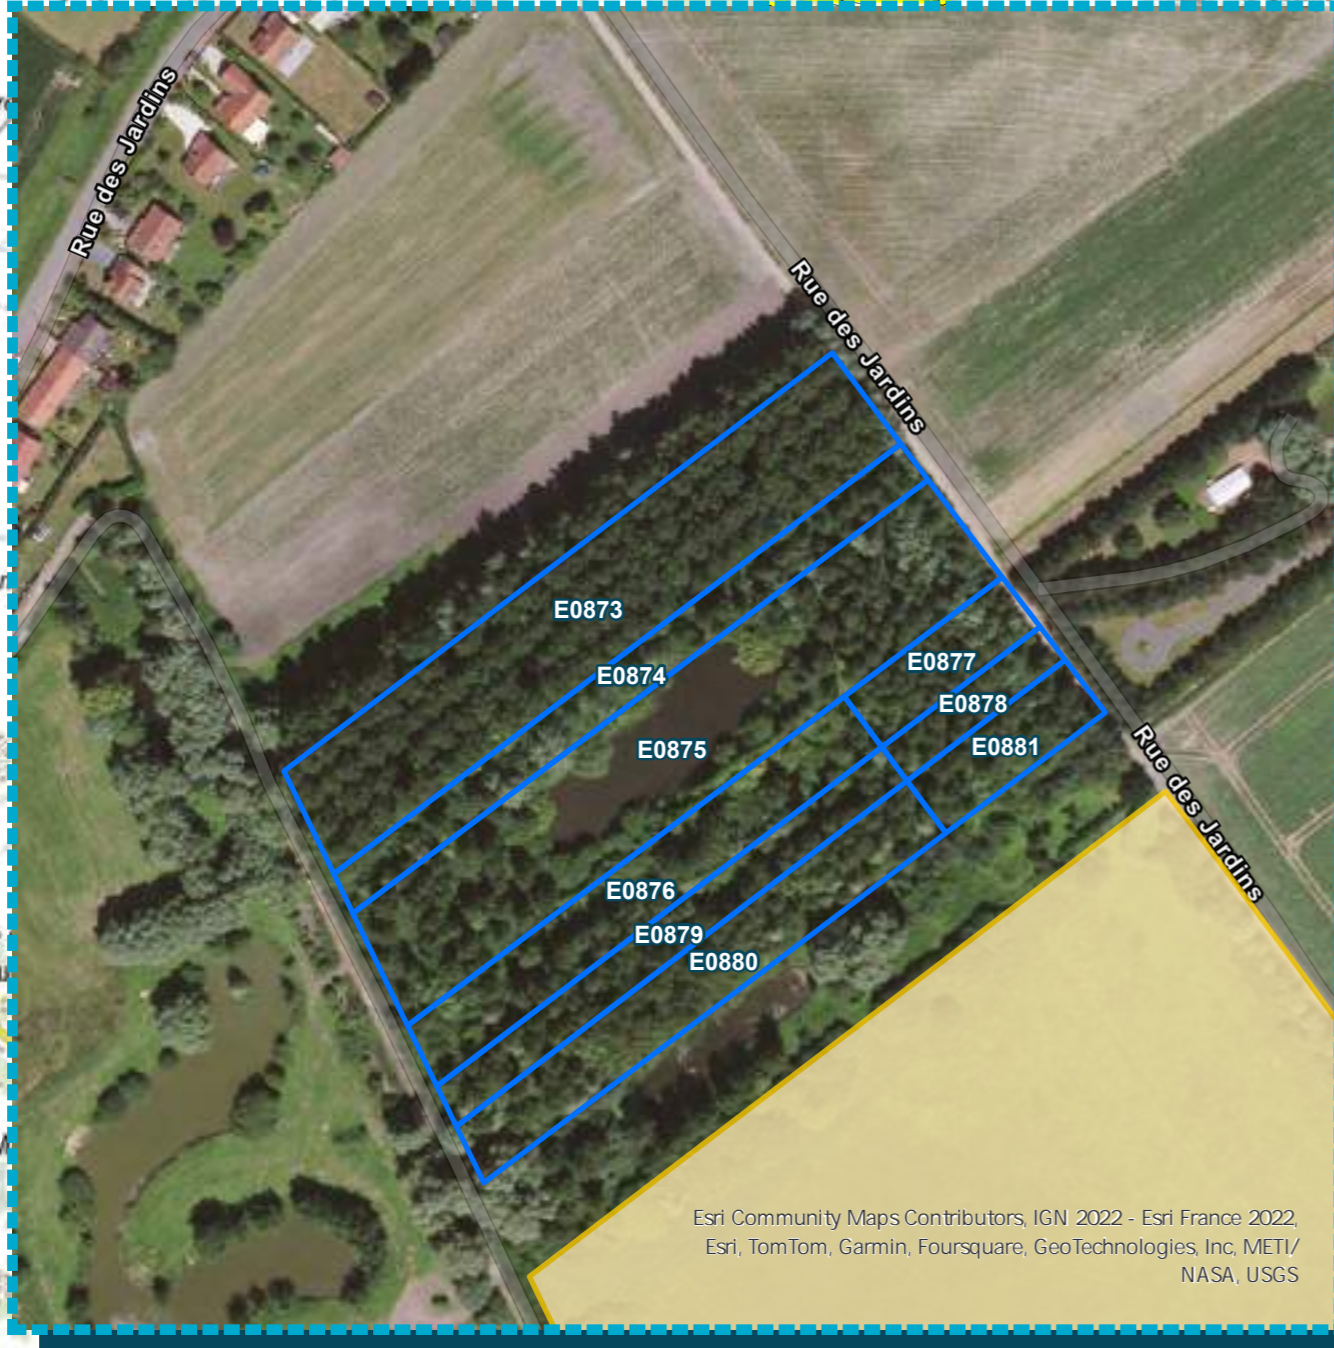 Rue des Jardins
Rue des Jardins
E0873
E0874
E0877
E0878
E0875
E0881
Rue des Jardins
E0876
E0879
E0880
Esri Community Maps Contributors, IGN 2022 - Esri France 2022,
Esri, TomTom, Garmin, Foursquare, GeoTechnologies, Inc, METI/
NASA, USGS